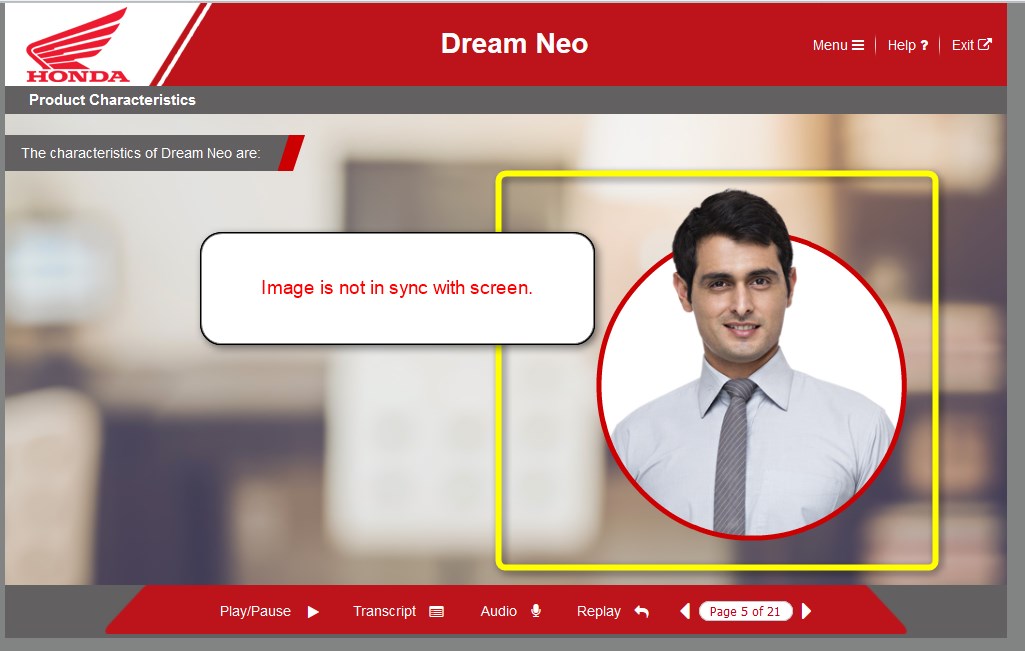 HONDA
Dream Neo
Menu
Help ?
Exit
Product Characteristics
The characteristics of Dream Neo are:
Image is not in sync with screen.
Play/Pause
Transcript
Audio
Replay
Page 5 of 21